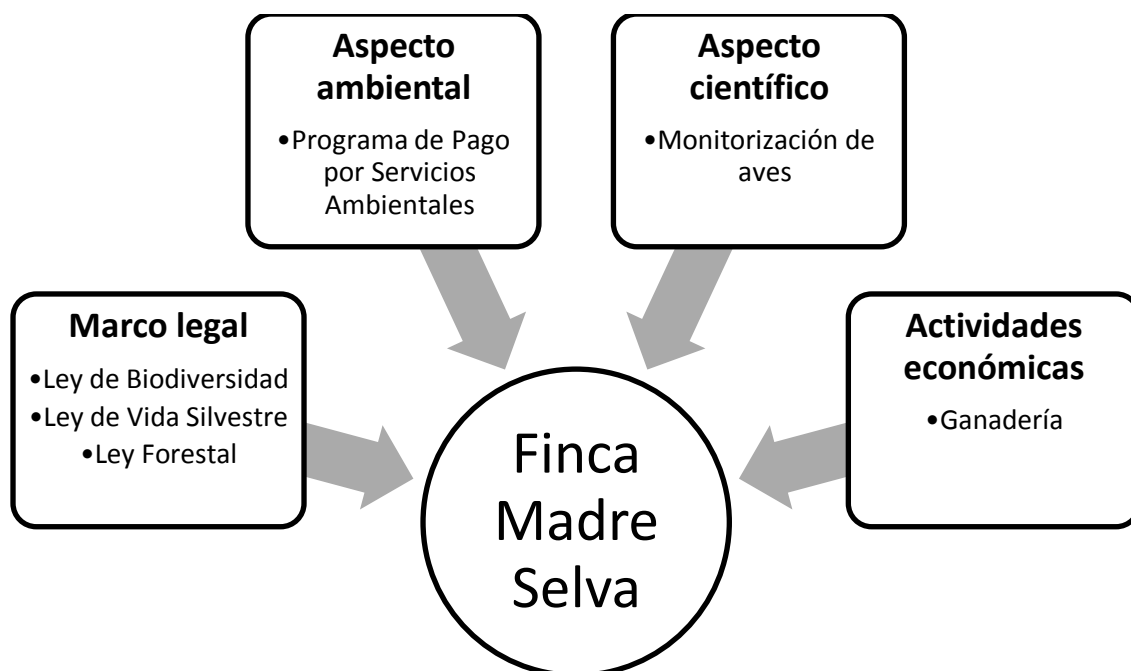 Aspecto
ambiental
•Programa de Pago
por Servicios
Ambientales
Aspecto
científico
•Monitorización de
aves
Marco legal
•Ley de Biodiversidad
•Ley de Vida Silvestre
•Ley Forestal
Actividades
económicas
•Ganadería
Finca
Madre
Selva